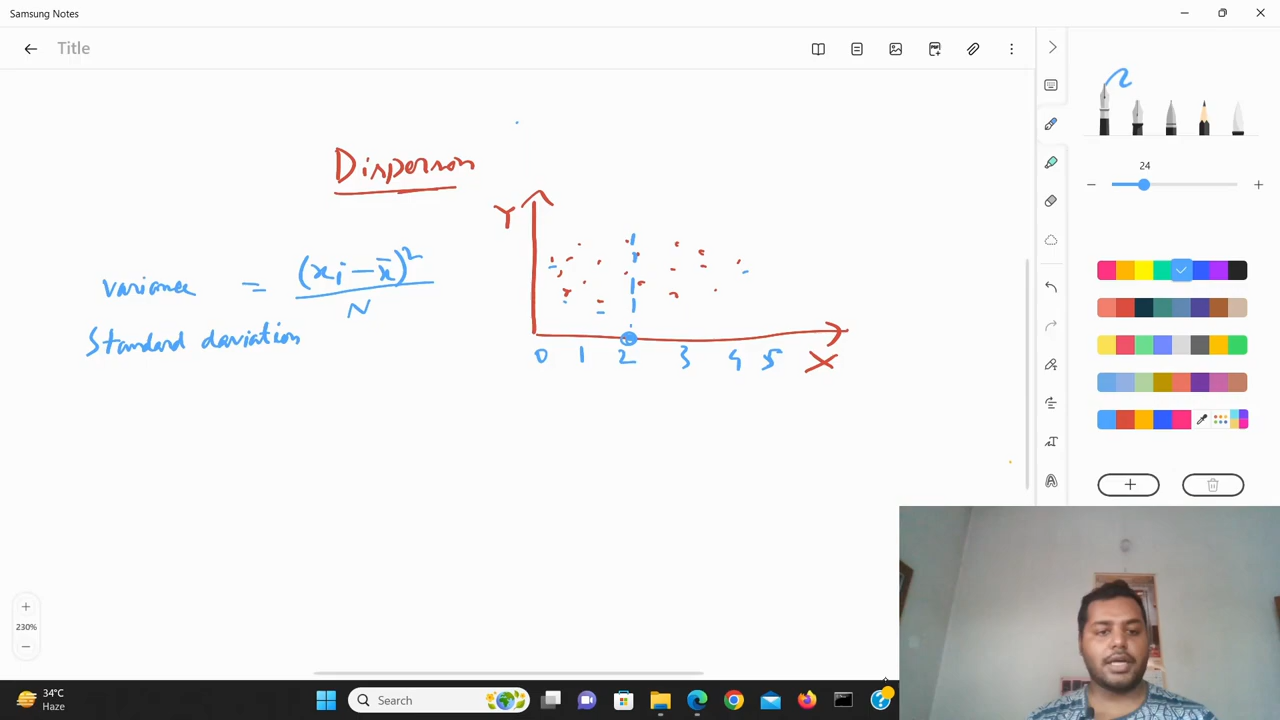 Samsung Notes
Title
Dispersion
Y
variance = (xi − x̄)²
N
Standard daviation
0 1 2 3 4 5 X
24
230%
34°C
Haze
Search